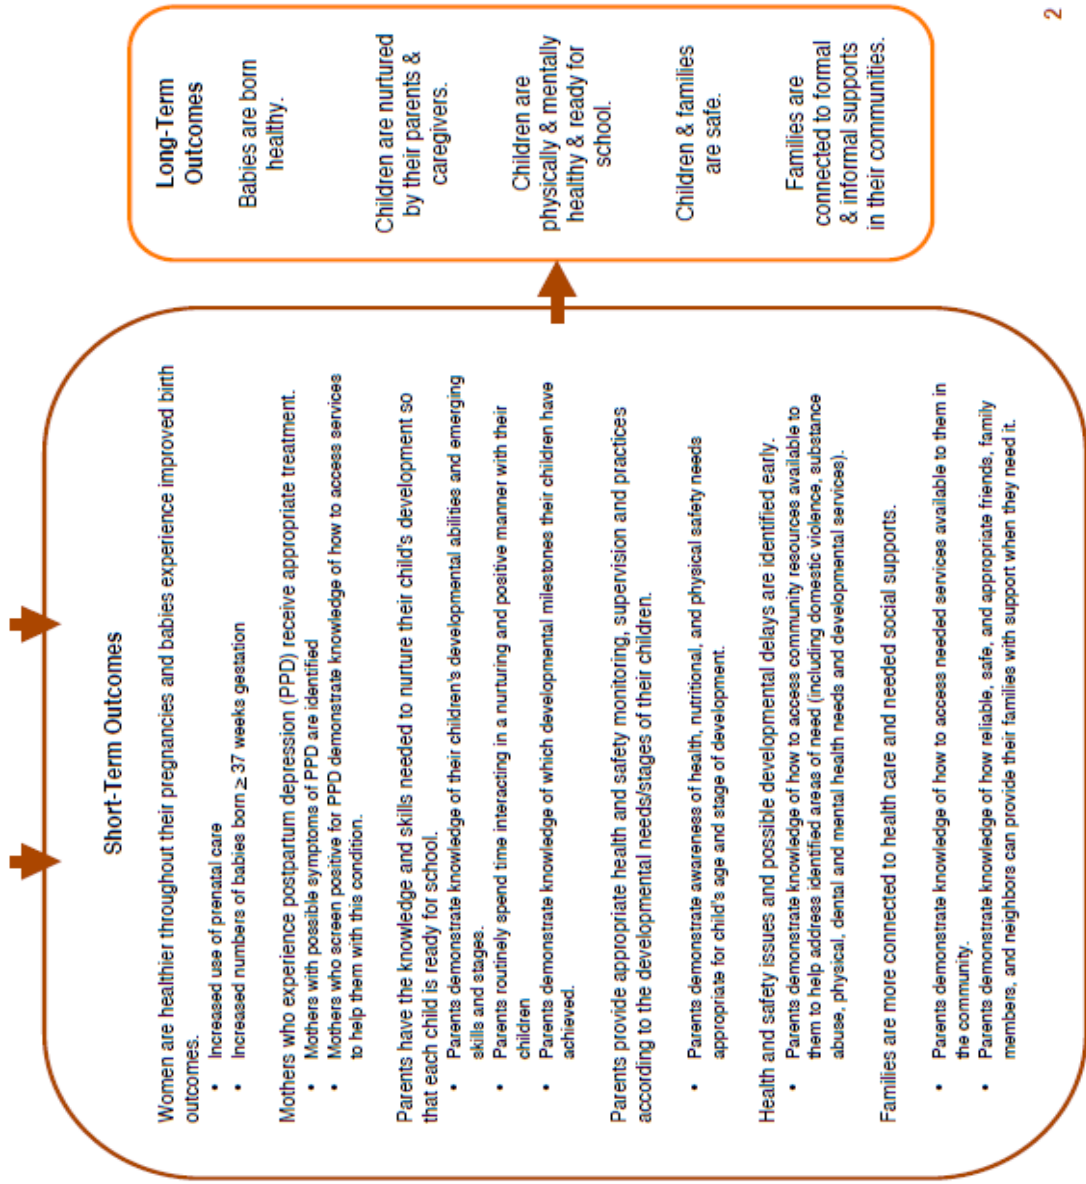 Short-Term Outcomes
Women are healthier throughout their pregnancies and babies experience improved birth
outcomes.
• Increased use of prenatal care
• Increased numbers of babies born ≥ 37 weeks gestation
Mothers who experience postpartum depression (PPD) receive appropriate treatment.
• Mothers with possible symptoms of PPD are identified
• Mothers who screen positive for PPD demonstrate knowledge of how to access services
to help them with this condition.
Parents have the knowledge and skills needed to nurture their child's development so
that each child is ready for school.
• Parents demonstrate knowledge of their children's developmental abilities and emerging
skills and stages.
• Parents routinely spend time interacting in a nurturing and positive manner with their
children
• Parents demonstrate knowledge of which developmental milestones their children have
achieved.
Parents provide appropriate health and safety monitoring, supervision and practices
according to the developmental needs/stages of their children.
• Parents demonstrate awareness of health, nutritional, and physical safety needs
appropriate for child's age and stage of development.
Health and safety issues and possible developmental delays are identified early.
• Parents demonstrate knowledge of how to access community resources available to
them to help address identified areas of need (including domestic violence, substance
abuse, physical, dental and mental health needs and developmental services).
Families are more connected to health care and needed social supports.
• Parents demonstrate knowledge of how to access needed services available to them in
the community.
• Parents demonstrate knowledge of how reliable, safe, and appropriate friends, family
members, and neighbors can provide their families with support when they need it.
Long-Term
Outcomes
Babies are born
healthy.
Children are nurtured
by their parents &
caregivers.
Children are
physically & mentally
healthy & ready for
school.
Children & families
are safe.
Families are
connected to formal
& informal supports
in their communities.
2